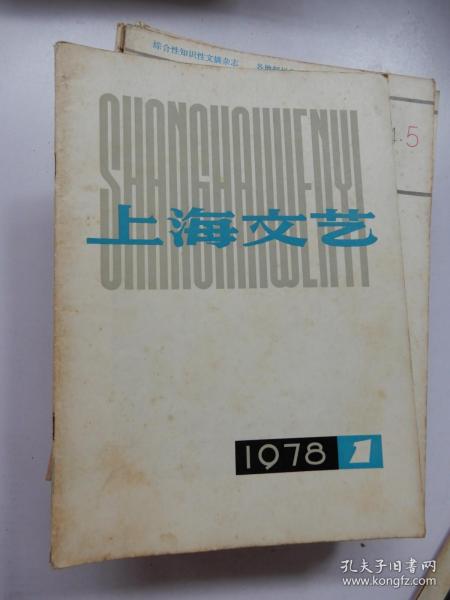 综合性知识性文摘杂志
4.5
SHANGHAIWENYI
上海文艺
1978 1
孔夫子旧书网
www.kongfz.com